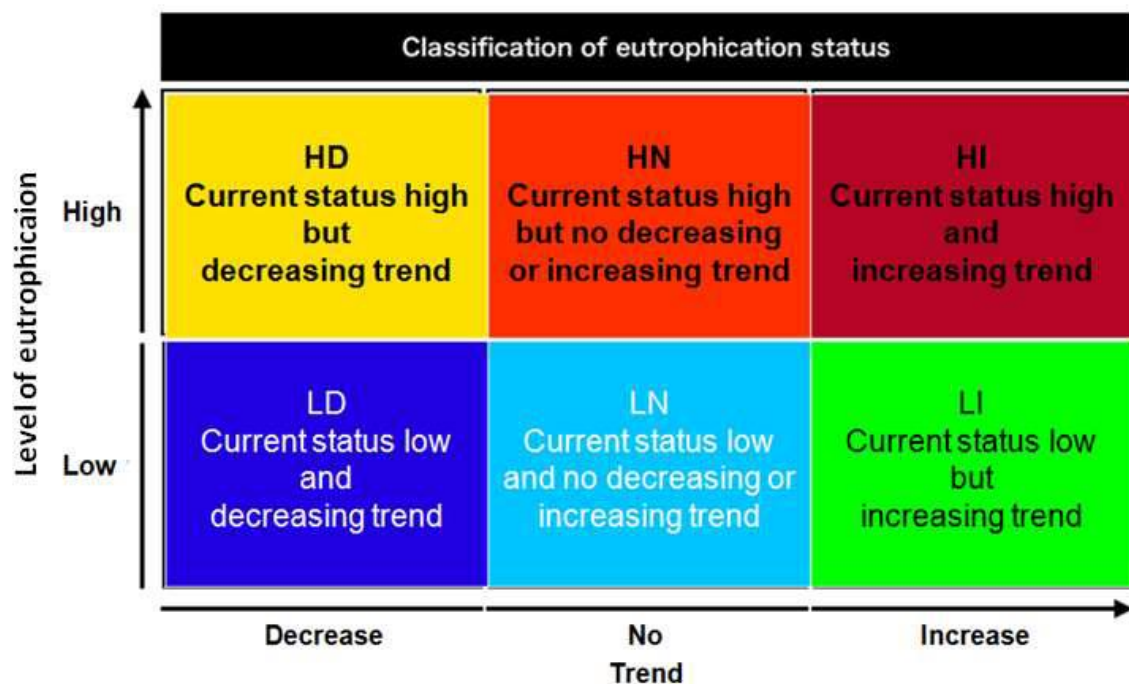 Classification of eutrophication status
Level of eutrophicaion
High
HD
Current status high
but
decreasing trend
HN
Current status high
but no decreasing
or increasing trend
HI
Current status high
and
increasing trend
Low
LD
Current status low
and
decreasing trend
LN
Current status low
and no decreasing or
increasing trend
LI
Current status low
but
increasing trend
Decrease
No
Increase
Trend